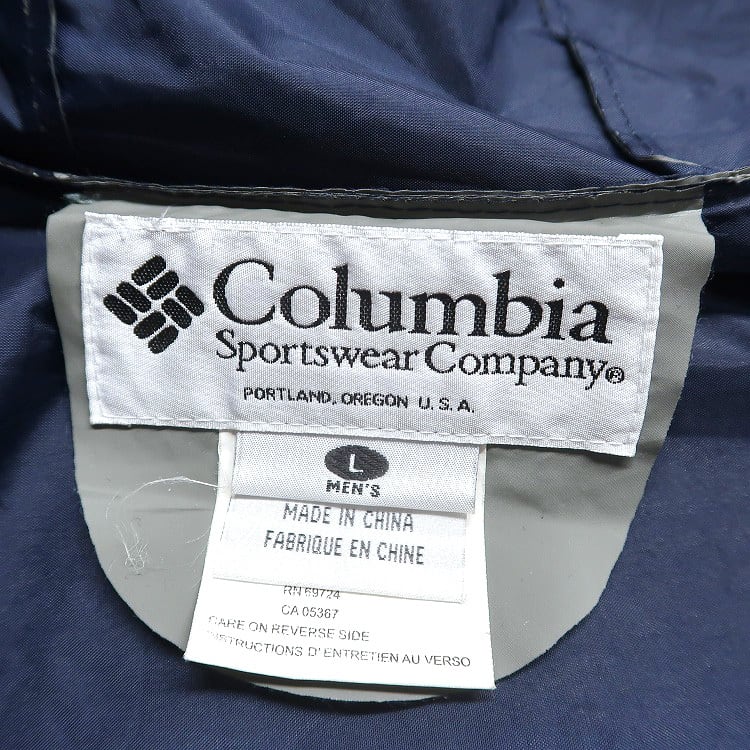 Columbia
Sportswear Company®
PORTLAND, OREGON U.S.A.
L
MEN'S
MADE IN CHINA
FABRIQUE EN CHINE
RN 69724
CA 05367
CARE ON REVERSE SIDE
INSTRUCTIONS D'ENTRETIEN AU VERSO